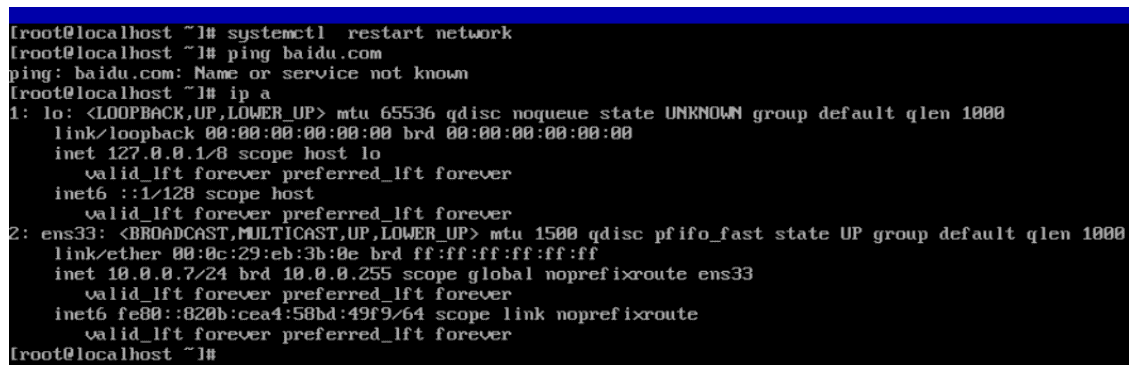 [root@localhost ~]# systemctl  restart network
[root@localhost ~]# ping baidu.com
ping: baidu.com: Name or service not known
[root@localhost ~]# ip a
1: lo: <LOOPBACK,UP,LOWER_UP> mtu 65536 qdisc noqueue state UNKNOWN group default qlen 1000
    link/loopback 00:00:00:00:00:00 brd 00:00:00:00:00:00
    inet 127.0.0.1/8 scope host lo
       valid_lft forever preferred_lft forever
    inet6 ::1/128 scope host
       valid_lft forever preferred_lft forever
2: ens33: <BROADCAST,MULTICAST,UP,LOWER_UP> mtu 1500 qdisc pfifo_fast state UP group default qlen 1000
    link/ether 00:0c:29:eb:3b:0e brd ff:ff:ff:ff:ff:ff
    inet 10.0.0.7/24 brd 10.0.0.255 scope global noprefixroute ens33
       valid_lft forever preferred_lft forever
    inet6 fe80::820b:cea4:58bd:49f9/64 scope link noprefixroute
       valid_lft forever preferred_lft forever
[root@localhost ~]#